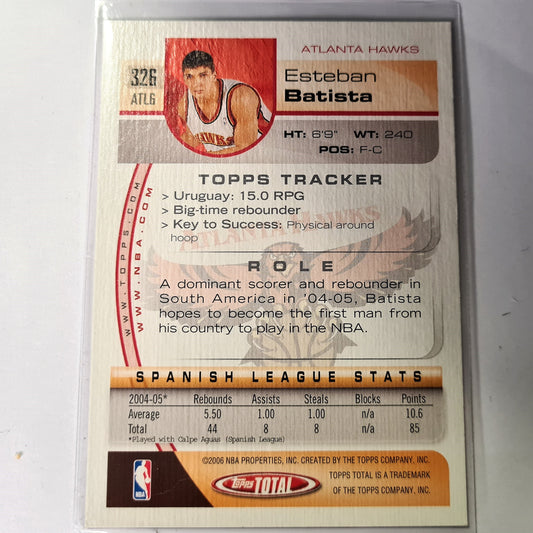 ATLANTA HAWKS
326
ATL6
Esteban
Batista
HAWKS
HT: 6'9" WT: 240
POS: F-C
TOPPS TRACKER
> Uruguay: 15.0 RPG
> Big-time rebounder
> Key to Success: Physical around
hoop
WWW.TOPPS.COM
WWW.NBA.COM
ATLANTA HAWKS
ROLE
A dominant scorer and rebounder in
South America in '04-05, Batista
hopes to become the first man from
his country to play in the NBA.
SPANISH LEAGUE STATS
2004-05* Rebounds Assists Steals Blocks Points
Average 5.50 1.00 1.00 n/a 10.6
Total 44 8 8 n/a 85
*Played with Calpe Aguas (Spanish League)
©2006 NBA PROPERTIES, INC. CREATED BY THE TOPPS COMPANY, INC.
TOPPS TOTAL IS A TRADEMARK
OF THE TOPPS COMPANY, INC.
NBA
Topps TOTAL